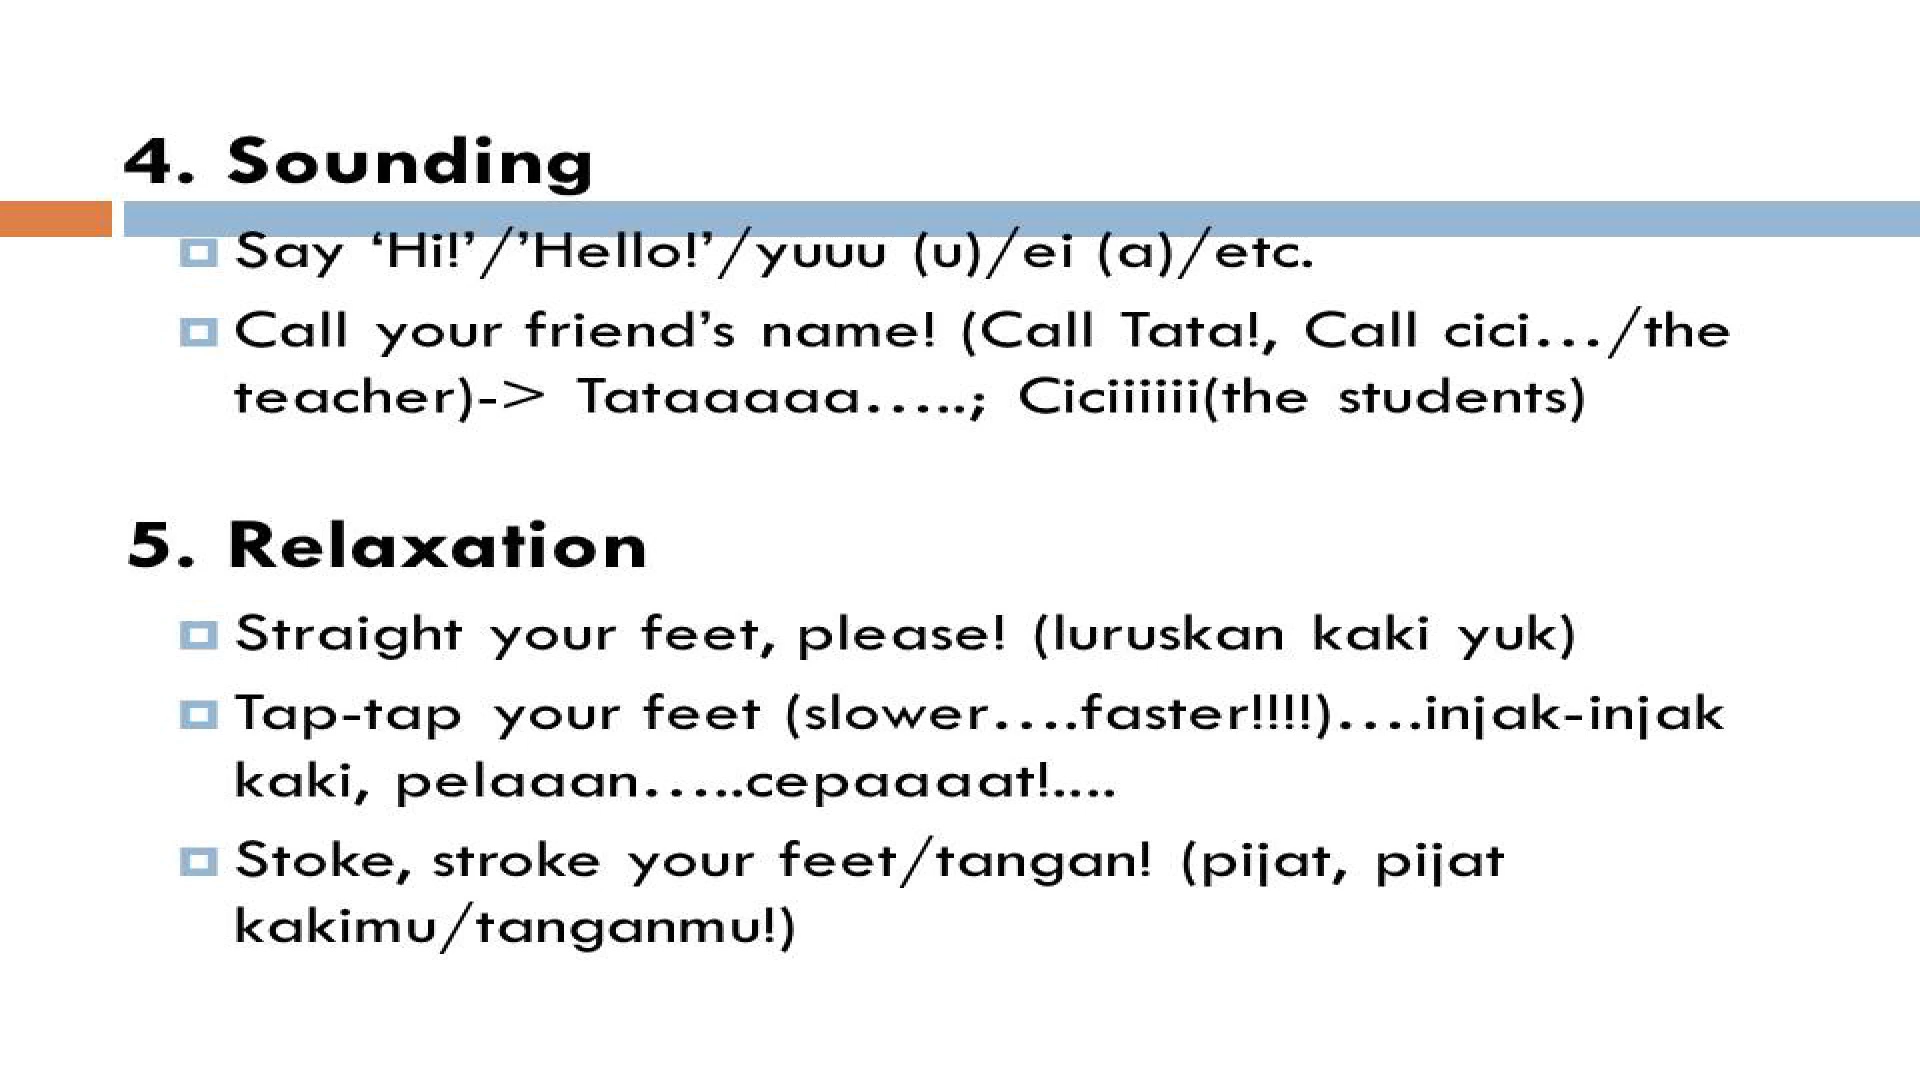 4. Sounding
Say ‘Hi!’/’Hello!’/yuuu (u)/ei (a)/etc.
Call your friend’s name! (Call Tata!, Call cici…/the
teacher)-> Tataaaaa…..; Ciciiiiiii(the students)
5. Relaxation
Straight your feet, please! (luruskan kaki yuk)
Tap-tap your feet (slower….faster!!!!)….injak-injak
kaki, pelaaan…..cepaaaat!....
Stoke, stroke your feet/tangan! (pijat, pijat
kakimu/tanganmu!)